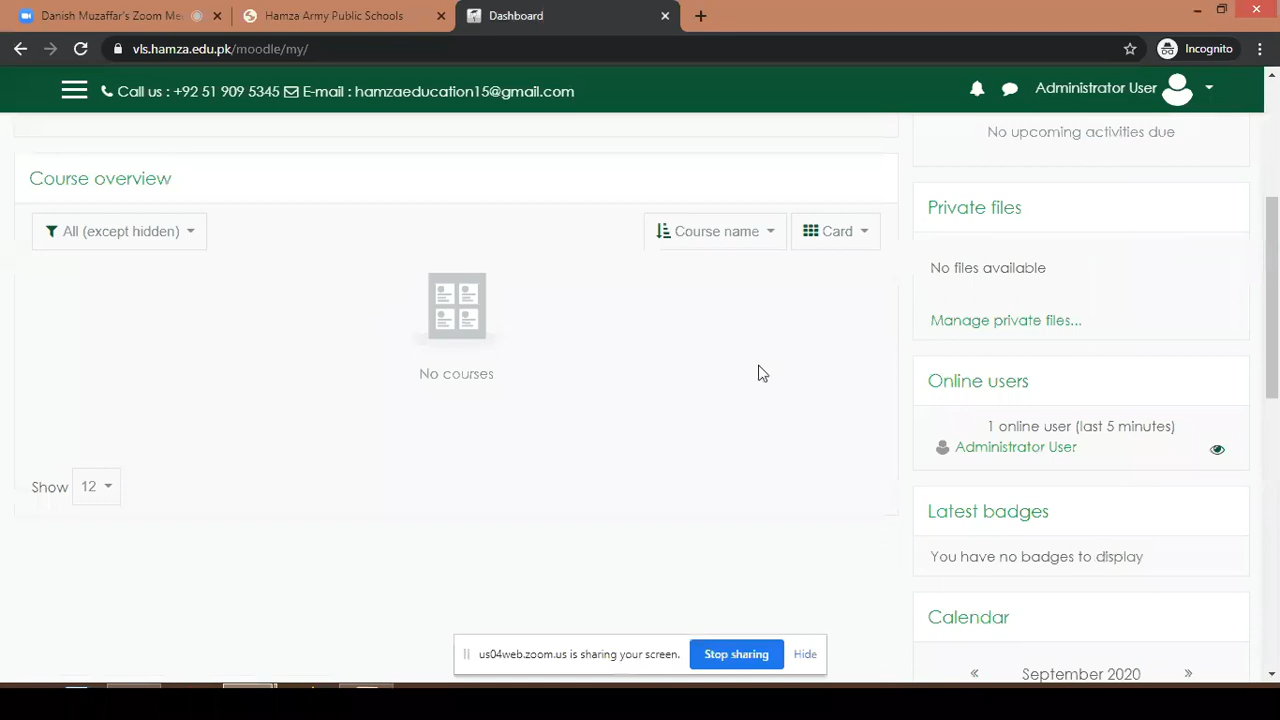 Danish Muzaffar's Zoom Me
Hamza Army Public Schools
Dashboard
vls.hamza.edu.pk/moodle/my/
Incognito
Call us : +92 51 909 5345 E-mail : hamzaeducation15@gmail.com
Administrator User
No upcoming activities due
Course overview
All (except hidden)
Course name
Card
No courses
Show 12
Private files
No files available
Manage private files...
Online users
1 online user (last 5 minutes)
Administrator User
Latest badges
You have no badges to display
Calendar
September 2020
us04web.zoom.us is sharing your screen.
Stop sharing
Hide